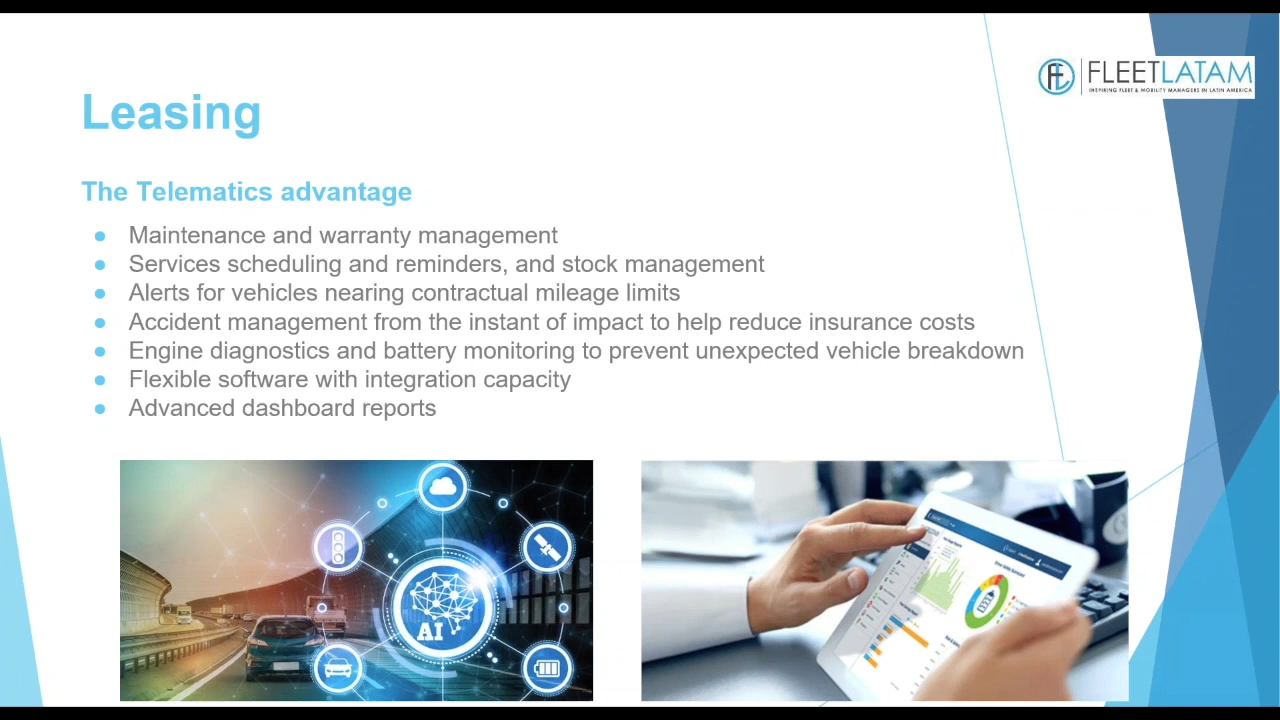 FLEETLATAM
INSPIRING FLEET & MOBILITY MANAGERS IN LATIN AMERICA
Leasing
The Telematics advantage
● Maintenance and warranty management
● Services scheduling and reminders, and stock management
● Alerts for vehicles nearing contractual mileage limits
● Accident management from the instant of impact to help reduce insurance costs
● Engine diagnostics and battery monitoring to prevent unexpected vehicle breakdown
● Flexible software with integration capacity
● Advanced dashboard reports
AI